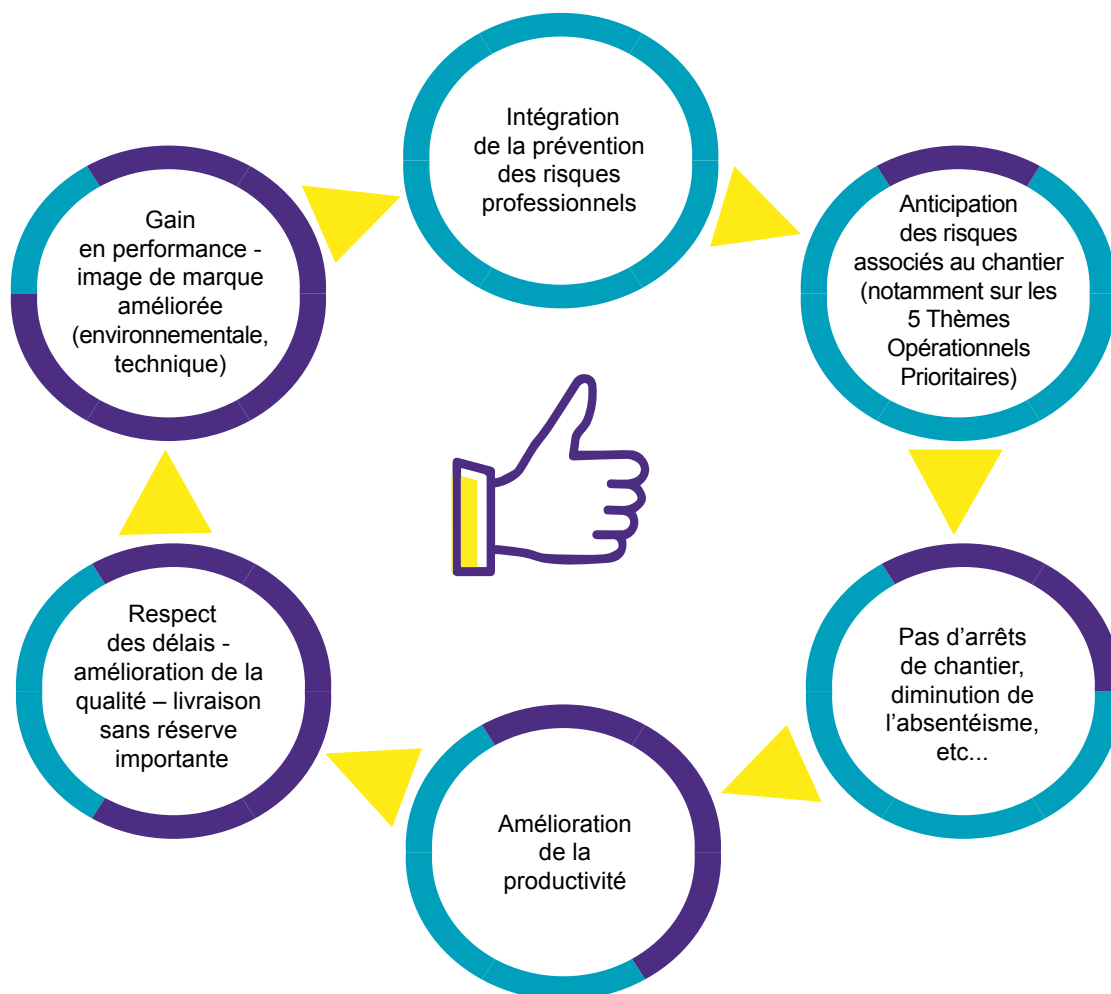 Intégration
de la prévention
des risques
professionnels
Anticipation
des risques
associés au chantier
(notamment sur les
5 Thèmes
Opérationnels
Prioritaires)
Pas d’arrêts
de chantier,
diminution de
l’absentéisme,
etc...
Amélioration
de la
productivité
Respect
des délais -
amélioration de la
qualité – livraison
sans réserve
importante
Gain
en performance -
image de marque
améliorée
(environnementale,
technique)